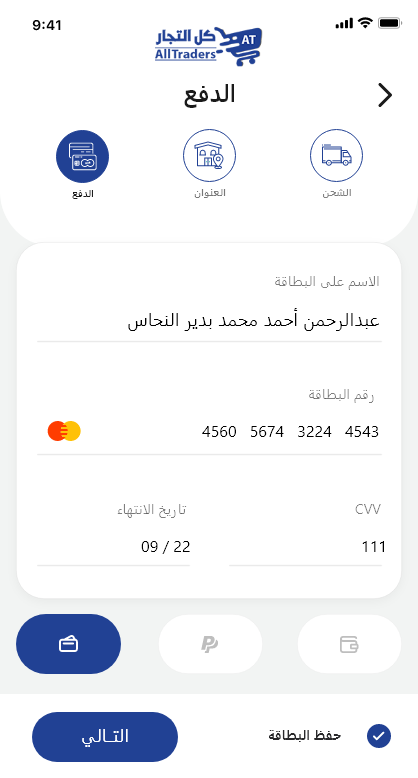 9:41
كل التجار
AT
AllTraders
الدفع
الشحن
العنوان
الدفع
الاسم على البطاقة
عبدالرحمن أحمد محمد بدير النحاس
رقم البطاقة
4560 5674 3224 4543
CVV
تاريخ الانتهاء
111
09 / 22
حفظ البطاقة
التــالي